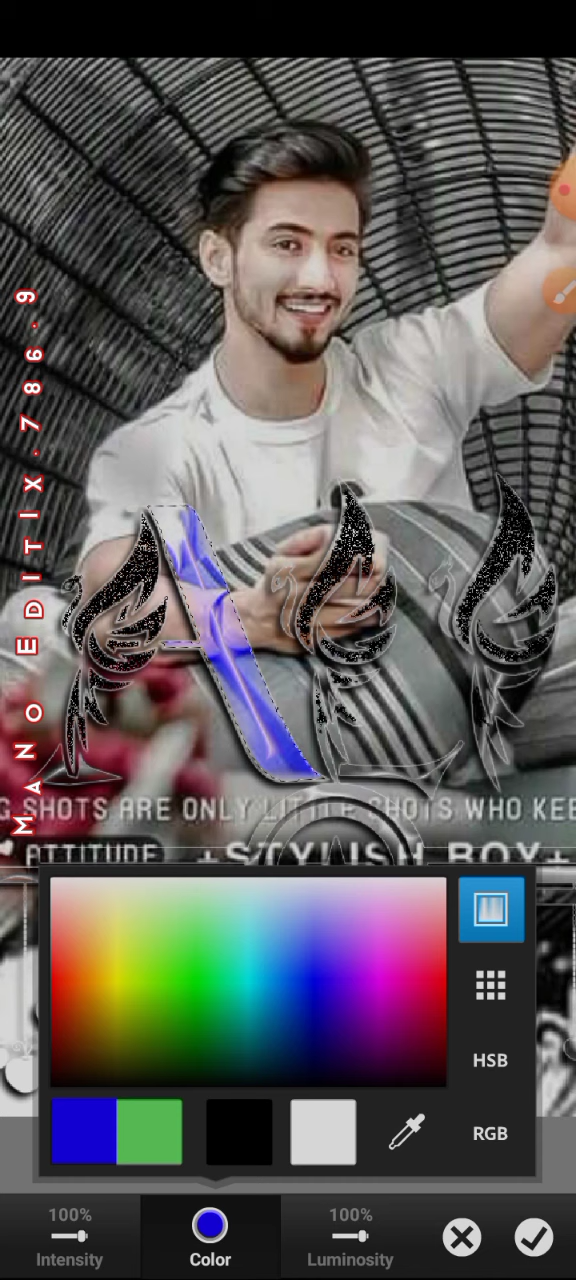 MANO EDITIX.786.9
G SHOTS ARE ONLY LITTLE SHOTS WHO KEE
ATTITUDE +STYLISH BOY+
HSB
RGB
100%
100%
Intensity
Color
Luminosity